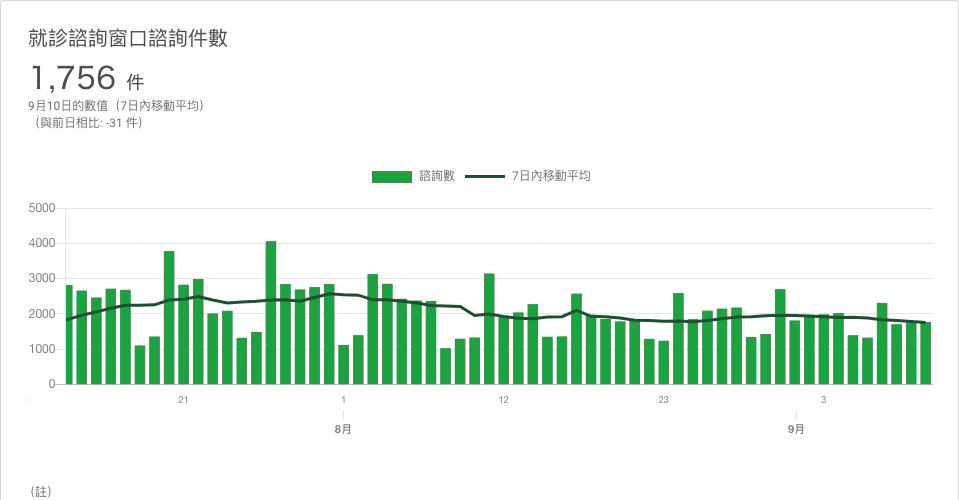 就診諮詢窗口諮詢件數
1,756 件
9月10日的數值（7日內移動平均）
（與前日相比: -31 件）
諮詢數 7日內移動平均
5000
4000
3000
2000
1000
0
21 1 12 23 3
8月 9月
（註）